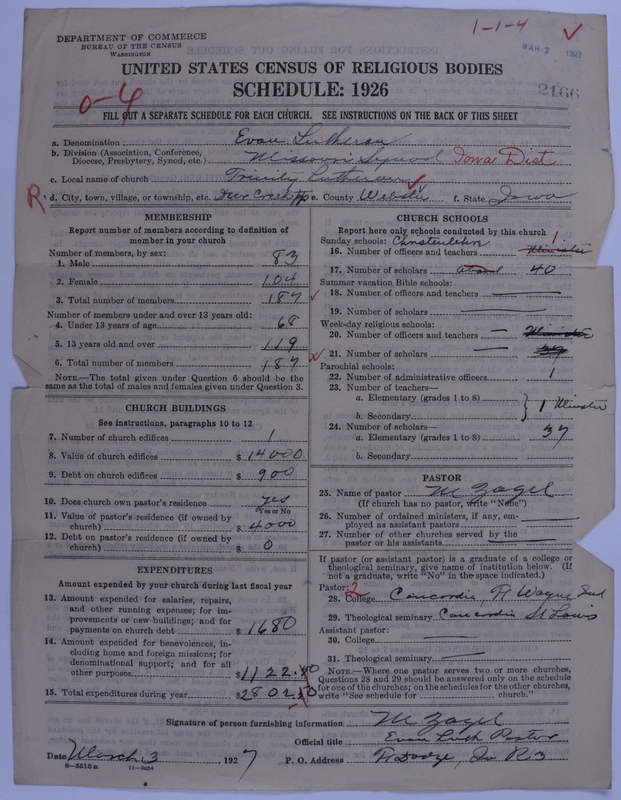 1-1-4
DEPARTMENT OF COMMERCE
BUREAU OF THE CENSUS
WASHINGTON
MAR 7 1927
UNITED STATES CENSUS OF RELIGIOUS BODIES
SCHEDULE: 1926
2166
0-6
FILL OUT A SEPARATE SCHEDULE FOR EACH CHURCH. SEE INSTRUCTIONS ON THE BACK OF THIS SHEET
a. Denomination Evan Lutheran
b. Division (Association, Conference,
Diocese, Presbytery, Synod, etc.) Missouri Synod Iowa Dist
c. Local name of church Trinity Lutheran
R d. City, town, village, or township, etc. Deer Creek Tp e. County Webster f. State Iowa
MEMBERSHIP
Report number of members according to definition of
member in your church
Number of members, by sex:
1. Male 83
2. Female 104
3. Total number of members 187
Number of members under and over 13 years old:
4. Under 13 years of age 68
5. 13 years old and over 119
6. Total number of members 187
NOTE.—The total given under Question 6 should be the
same as the total of males and females given under Question 3.
CHURCH BUILDINGS
See instructions, paragraphs 10 to 12
7. Number of church edifices 1
8. Value of church edifices $ 14000
9. Debt on church edifices $ 900
10. Does church own pastor's residence yes
Yes or No
11. Value of pastor's residence (if owned by
church) $ 4000
12. Debt on pastor's residence (if owned by
church) $ 0
EXPENDITURES
Amount expended by your church during last fiscal year
13. Amount expended for salaries, repairs,
and other running expenses; for im-
provements or new building; and for
payments on church debt $ 1680
14. Amount expended for benevolences, in-
cluding home and foreign missions; for
denominational support; and for all
other purposes $ 1122.50
15. Total expenditures during year $ 2802.50
CHURCH SCHOOLS
Report here only schools conducted by this church
Sunday schools: Christenlehre 1
16. Number of officers and teachers Minister
17. Number of scholars 40
Summer vacation Bible schools:
18. Number of officers and teachers
19. Number of scholars
Week-day religious schools:
20. Number of officers and teachers — Minister
21. Number of scholars — 37
Parochial schools:
22. Number of administrative officers 1
23. Number of teachers—
a. Elementary (grades 1 to 8) } 1 Minister
b. Secondary
24. Number of scholars—
a. Elementary (grades 1 to 8) 37
b. Secondary
PASTOR
25. Name of pastor M Zagel
(If church has no pastor, write "None")
26. Number of ordained ministers, if any, em-
ployed as assistant pastors
27. Number of other churches served by the
pastor or his assistants
If pastor (or assistant pastor) is a graduate of a college or
theological seminary, give name of institution below. (If
not a graduate, write "No" in the space indicated.)
Pastor: 2
28. College Concordia, Ft Wayne Ind
29. Theological seminary Concordia St Louis
Assistant pastor:
30. College
31. Theological seminary
NOTE.—Where one pastor serves two or more churches,
Questions 28 and 29 should be answered only on the schedule
for one of the churches; on the schedules for the other churches,
write "See schedule for church."
Signature of person furnishing information M Zagel
Official title Evan Luth Pastor
Date March 3 1927 P. O. Address Ft Dodge, Io R. 3
8—5518 a 11—9054